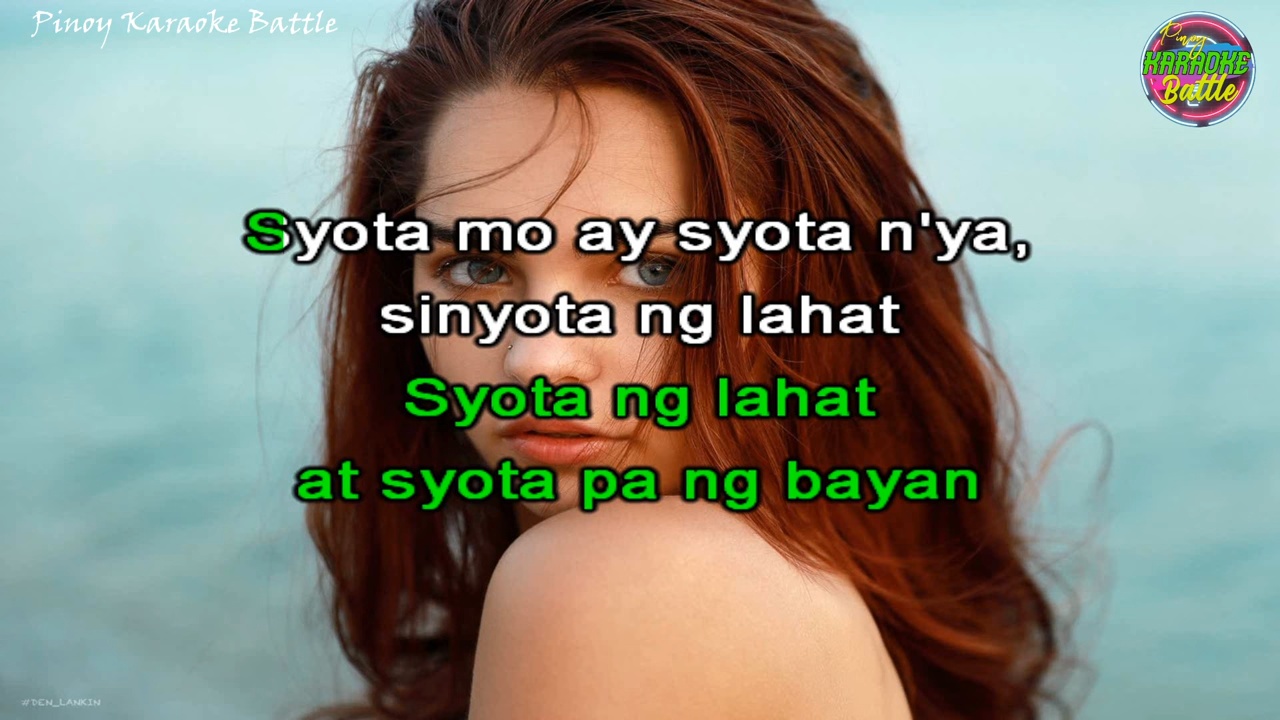 Pinoy Karaoke Battle
Pinoy
KARAOKE
Battle
Syota mo ay syota n'ya,
sinyota ng lahat
Syota ng lahat
at syota pa ng bayan
#DEN_LANKIN